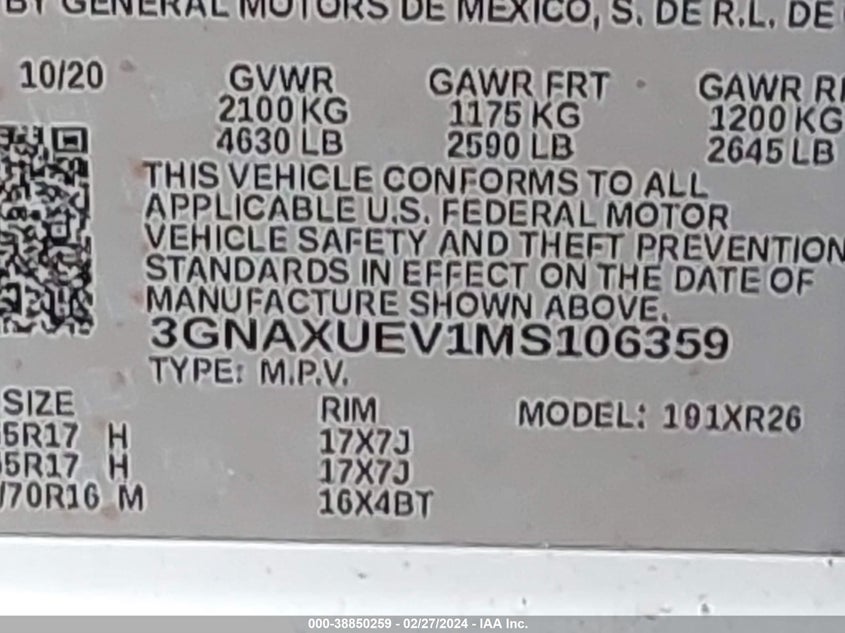 BY GENERAL MOTORS DE MEXICO, S. DE R.L. DE
10/20 GVWR GAWR FRT GAWR
2100 KG 1175 KG 1200 KG
4630 LB 2590 LB 2645 LB
THIS VEHICLE CONFORMS TO ALL
APPLICABLE U.S. FEDERAL MOTOR
VEHICLE SAFETY AND THEFT PREVENTION
STANDARDS IN EFFECT ON THE DATE OF
MANUFACTURE SHOWN ABOVE.
3GNAXUEV1MS106359
TYPE: M.P.V.
SIZE RIM MODEL: 101XR26
5R17 H 17X7J
5R17 H 17X7J
/70R16 M 16X4BT
000-38850259 - 02/27/2024 - IAA Inc.